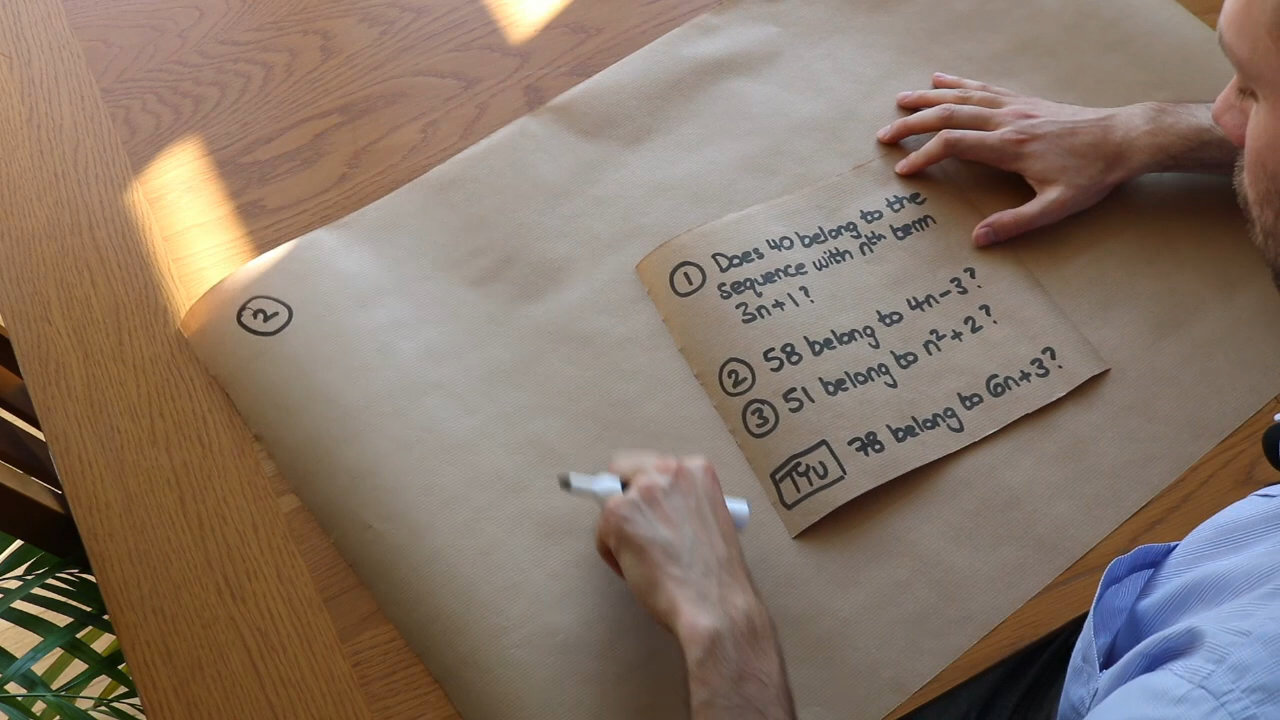 ②
① Does 40 belong to the
sequence with nᵗʰ term
3n+1?
② 58 belong to 4n-3?
③ 51 belong to n²+2?
TYU 78 belong to 6n+3?